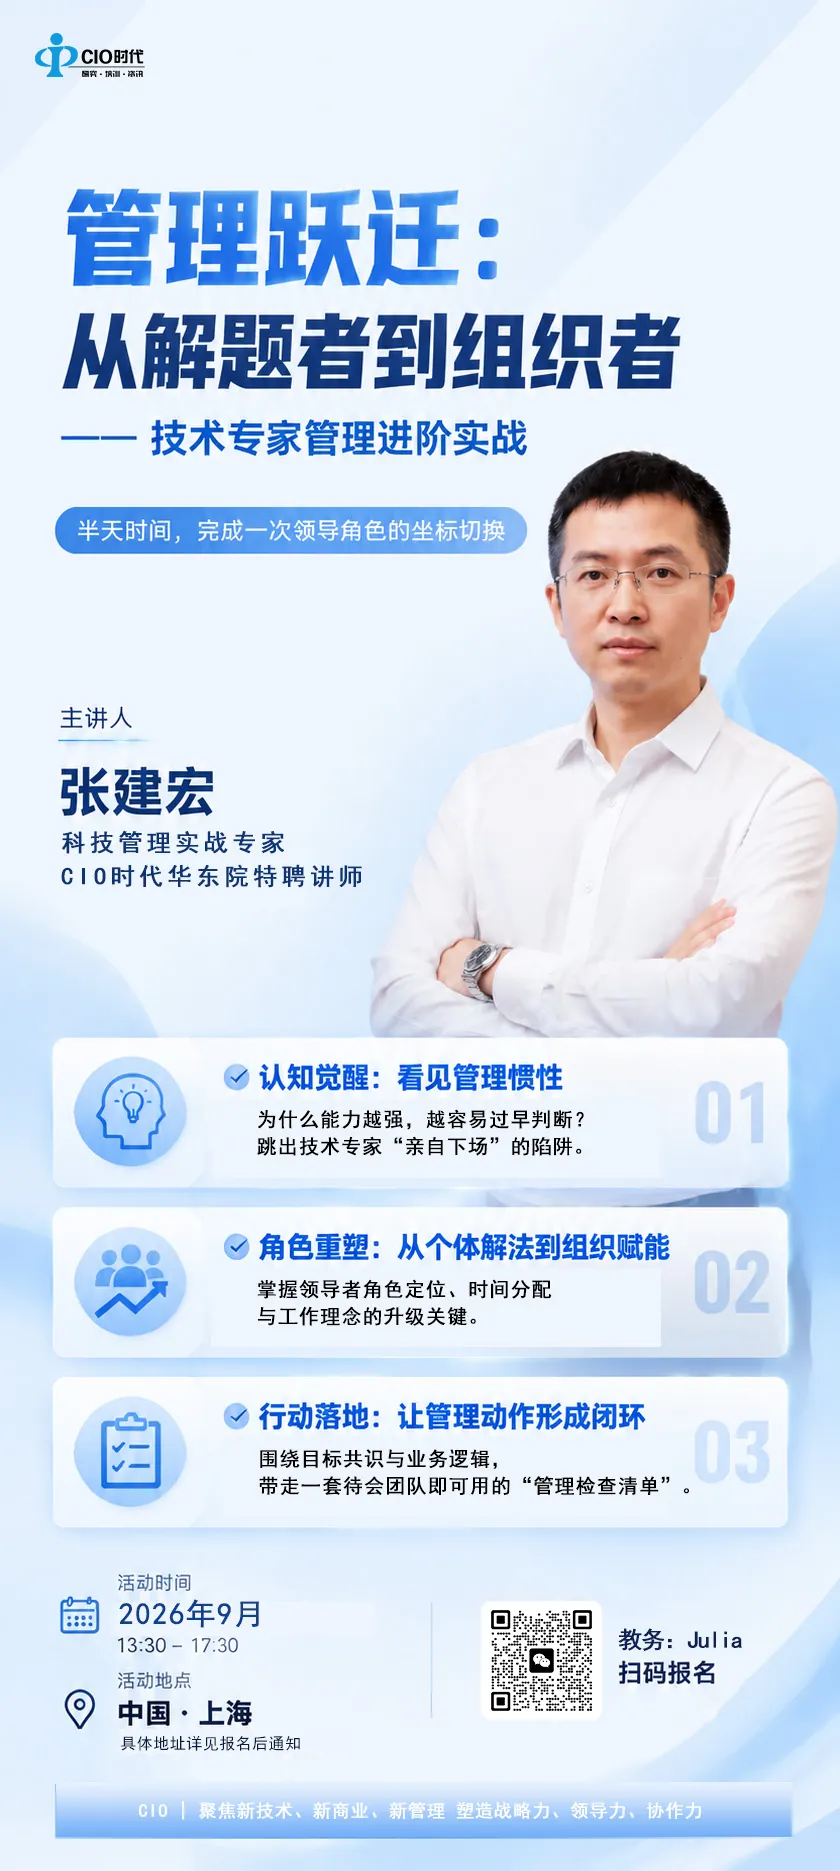 CIO时代
研究·培训·资讯
管理跃迁：
从解题者到组织者
—— 技术专家管理进阶实战
半天时间，完成一次领导角色的坐标切换
主讲人
张建宏
科技管理实战专家
CIO时代华东院特聘讲师
认知觉醒：看见管理惯性
为什么能力越强，越容易过早判断？
跳出技术专家“亲自下场”的陷阱。
01
角色重塑：从个体解法到组织赋能
掌握领导者角色定位、时间分配
与工作理念的升级关键。
02
行动落地：让管理动作形成闭环
围绕目标共识与业务逻辑，
带走一套待会团队即可用的“管理检查清单”。
03
活动时间
2026年9月
13:30 – 17:30
活动地点
中国·上海
具体地址详见报名后通知
教务：Julia
扫码报名
CIO | 聚焦新技术、新商业、新管理 塑造战略力、领导力、协作力